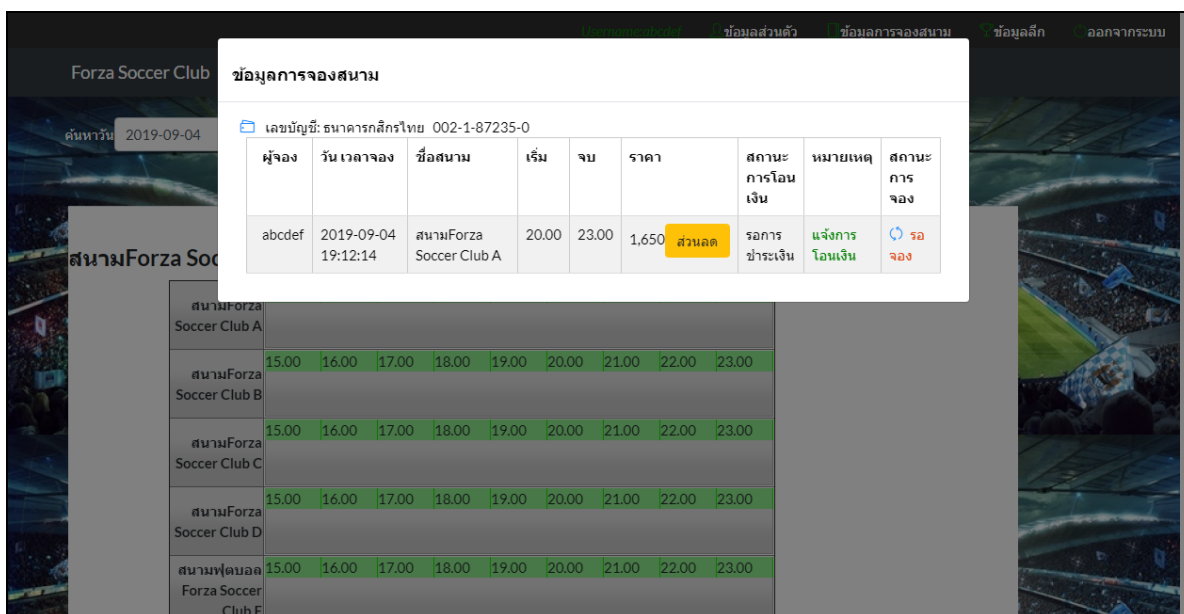 Username:abcdef ข้อมูลส่วนตัว ข้อมูลการจองสนาม ข้อมูลลีก ออกจากระบบ
Forza Soccer Club
ข้อมูลการจองสนาม
ค้นหาวัน 2019-09-04
เลขบัญชี: ธนาคารกสิกรไทย 002-1-87235-0
ผู้จอง วัน เวลาจอง ชื่อสนาม เริ่ม จบ ราคา สถานะ หมายเหตุ สถานะ
การโอน การ
เงิน จอง
abcdef 2019-09-04 สนามForza 20.00 23.00 1,650 ส่วนลด รอการ แจ้งการ รอ
19:12:14 Soccer Club A ชำระเงิน โอนเงิน จอง
สนามForza Soc
สนามForza
Soccer Club A
15.00 16.00 17.00 18.00 19.00 20.00 21.00 22.00 23.00
สนามForza
Soccer Club B
15.00 16.00 17.00 18.00 19.00 20.00 21.00 22.00 23.00
สนามForza
Soccer Club C
15.00 16.00 17.00 18.00 19.00 20.00 21.00 22.00 23.00
สนามForza
Soccer Club D
สนามฟุตบอล 15.00 16.00 17.00 18.00 19.00 20.00 21.00 22.00 23.00
Forza Soccer
Club